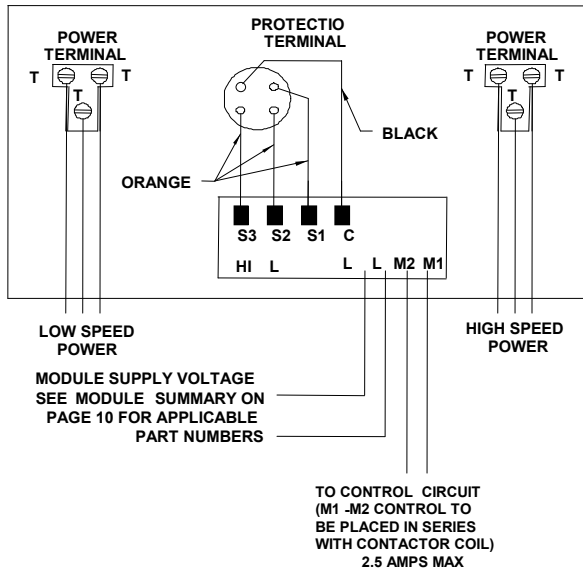 POWER
TERMINAL
PROTECTIO
TERMINAL
POWER
TERMINAL
T
T
T
T
T
T
BLACK
ORANGE
S3 S2 S1 C
HI L L L M2 M1
LOW SPEED
POWER
HIGH SPEED
POWER
MODULE SUPPLY VOLTAGE
SEE MODULE SUMMARY ON
PAGE 10 FOR APPLICABLE
PART NUMBERS
TO CONTROL CIRCUIT
(M1 -M2 CONTROL TO
BE PLACED IN SERIES
WITH CONTACTOR COIL)
2.5 AMPS MAX